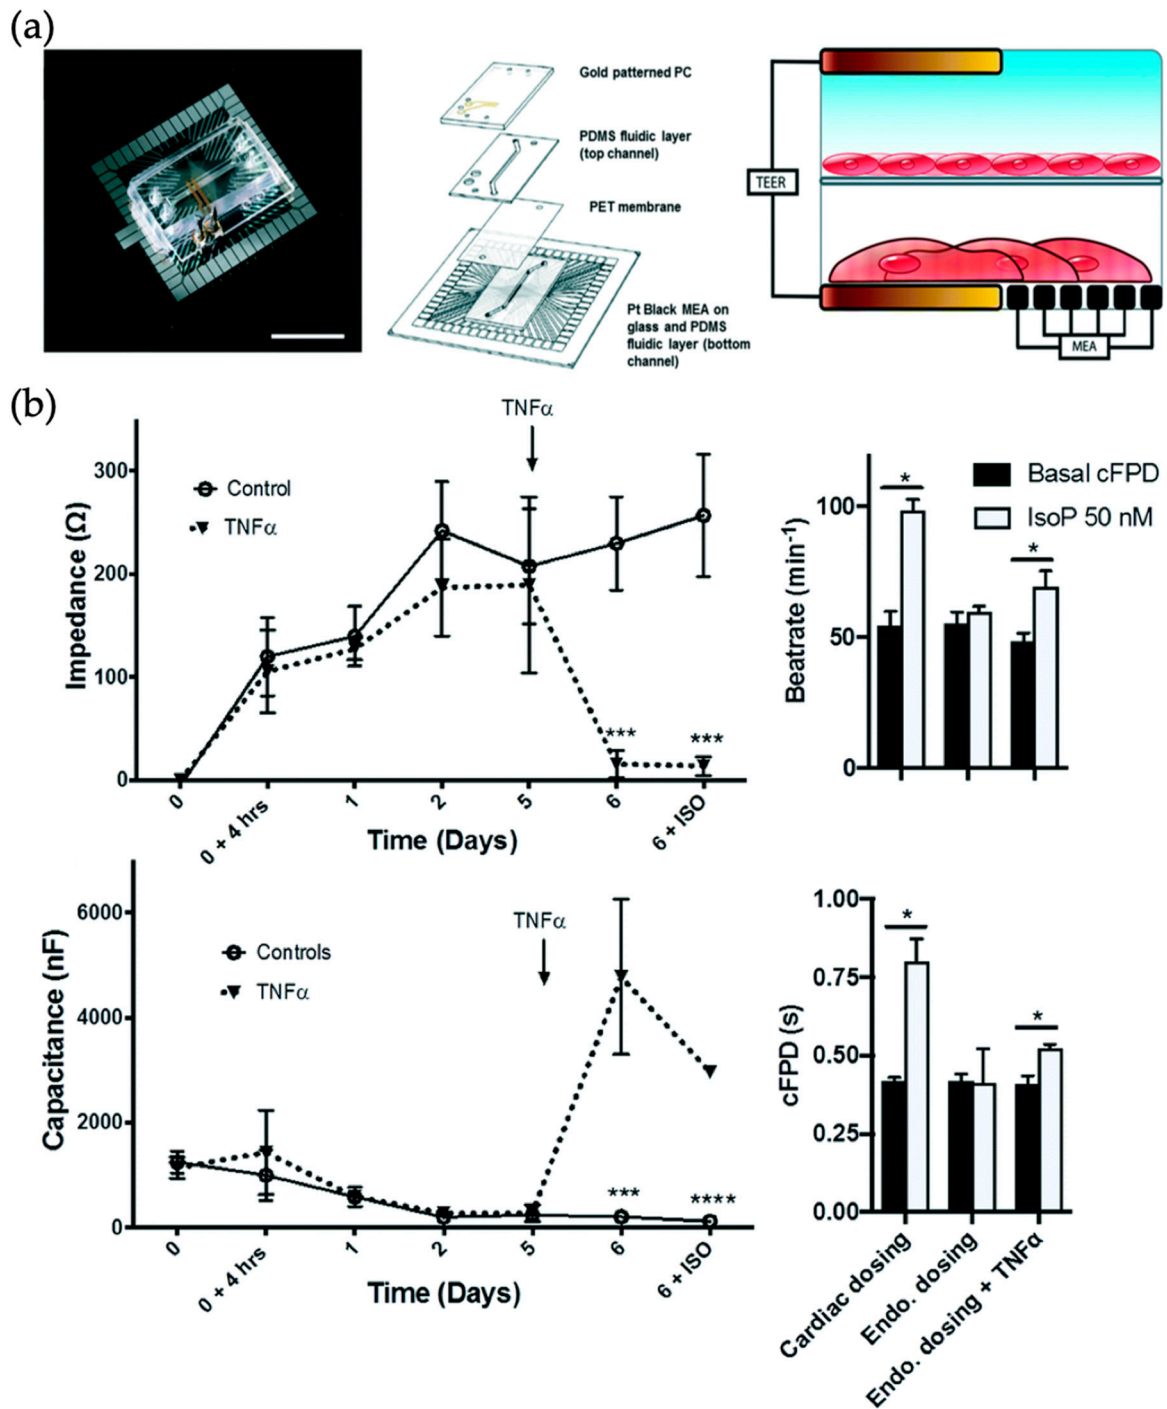 (a)
Gold patterned PC
PDMS fluidic layer
(top channel)
PET membrane
Pt Black MEA on
glass and PDMS
fluidic layer (bottom
channel)
TEER
MEA
(b)
TNFα
Impedance (Ω)
300
200
100
0
Control
TNFα
***
***
0
0 + 4 hrs
1
2
5
6
6 + ISO
Time (Days)
Beatrate (min-1)
100
50
0
*
*
Basal cFPD
IsoP 50 nM
Capacitance (nF)
6000
4000
2000
0
TNFα
Controls
TNFα
***
****
0
0 + 4 hrs
1
2
5
6
6 + ISO
Time (Days)
cFPD (s)
1.00
0.75
0.50
0.25
0.00
*
*
Cardiac dosing
Endo. dosing
Endo. dosing + TNFα